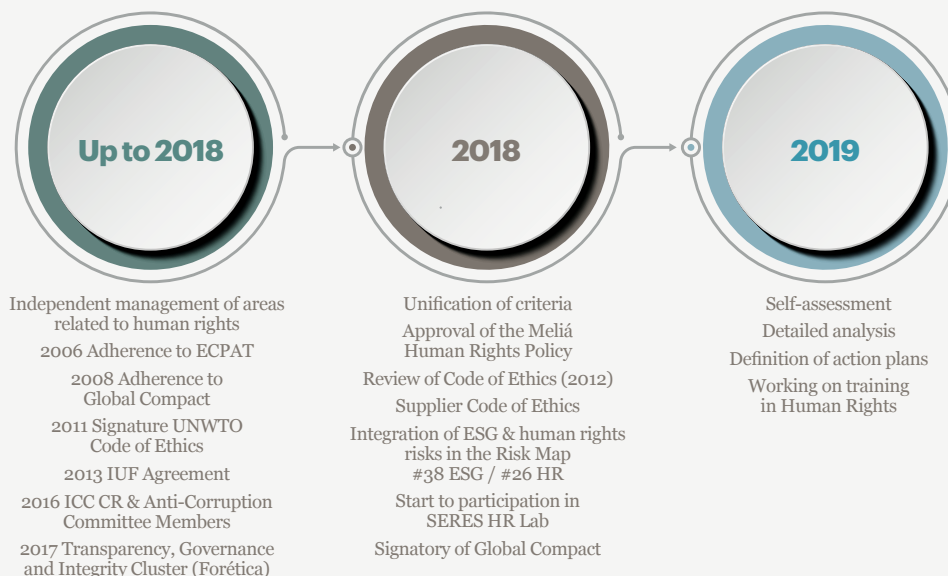 Up to 2018
Independent management of areas
related to human rights
2006 Adherence to ECPAT
2008 Adherence to
Global Compact
2011 Signature UNWTO
Code of Ethics
2013 IUF Agreement
2016 ICC CR & Anti-Corruption
Committee Members
2017 Transparency, Governance
and Integrity Cluster (Forética)
2018
Unification of criteria
Approval of the Meliá
Human Rights Policy
Review of Code of Ethics (2012)
Supplier Code of Ethics
Integration of ESG & human rights
risks in the Risk Map
#38 ESG / #26 HR
Start to participation in
SERES HR Lab
Signatory of Global Compact
2019
Self-assessment
Detailed analysis
Definition of action plans
Working on training
in Human Rights